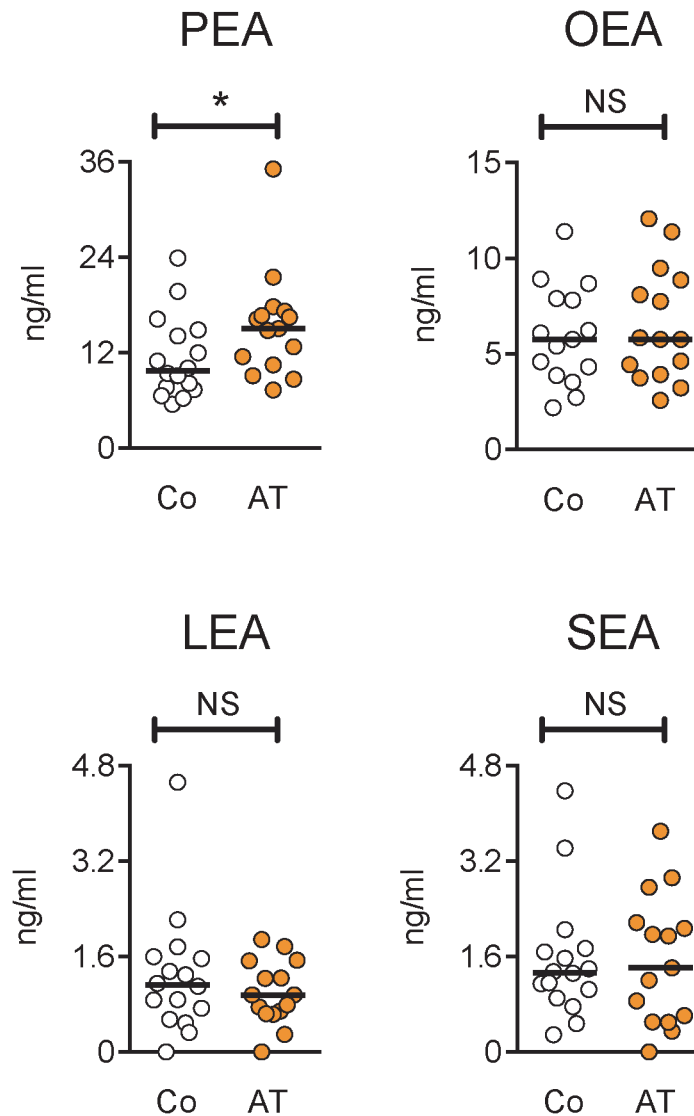 PEA
*
36
24
12
0
ng/ml
Co AT
OEA
NS
15
10
5
0
ng/ml
Co AT
LEA
NS
4.8
3.2
1.6
0
ng/ml
Co AT
SEA
NS
4.8
3.2
1.6
0
ng/ml
Co AT